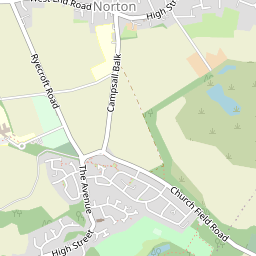 West End Road
Norton
High Street
Ryecroft Road
Campsall Balk
The Avenue
Church Field Road
High Street